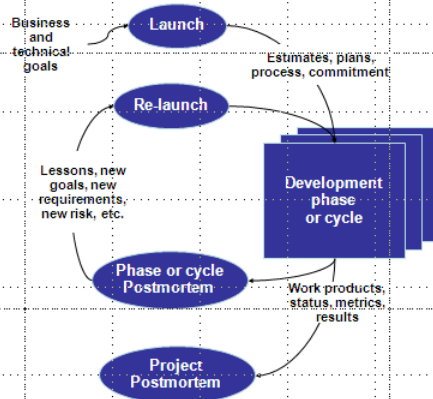 Business
and
technical
goals
Launch
Estimates, plans,
process, commitment
Re-launch
Development
phase
or cycle
Lessons, new
goals, new
requirements,
new risk, etc.
Phase or cycle
Postmortem
Work products,
status, metrics,
results
Project
Postmortem